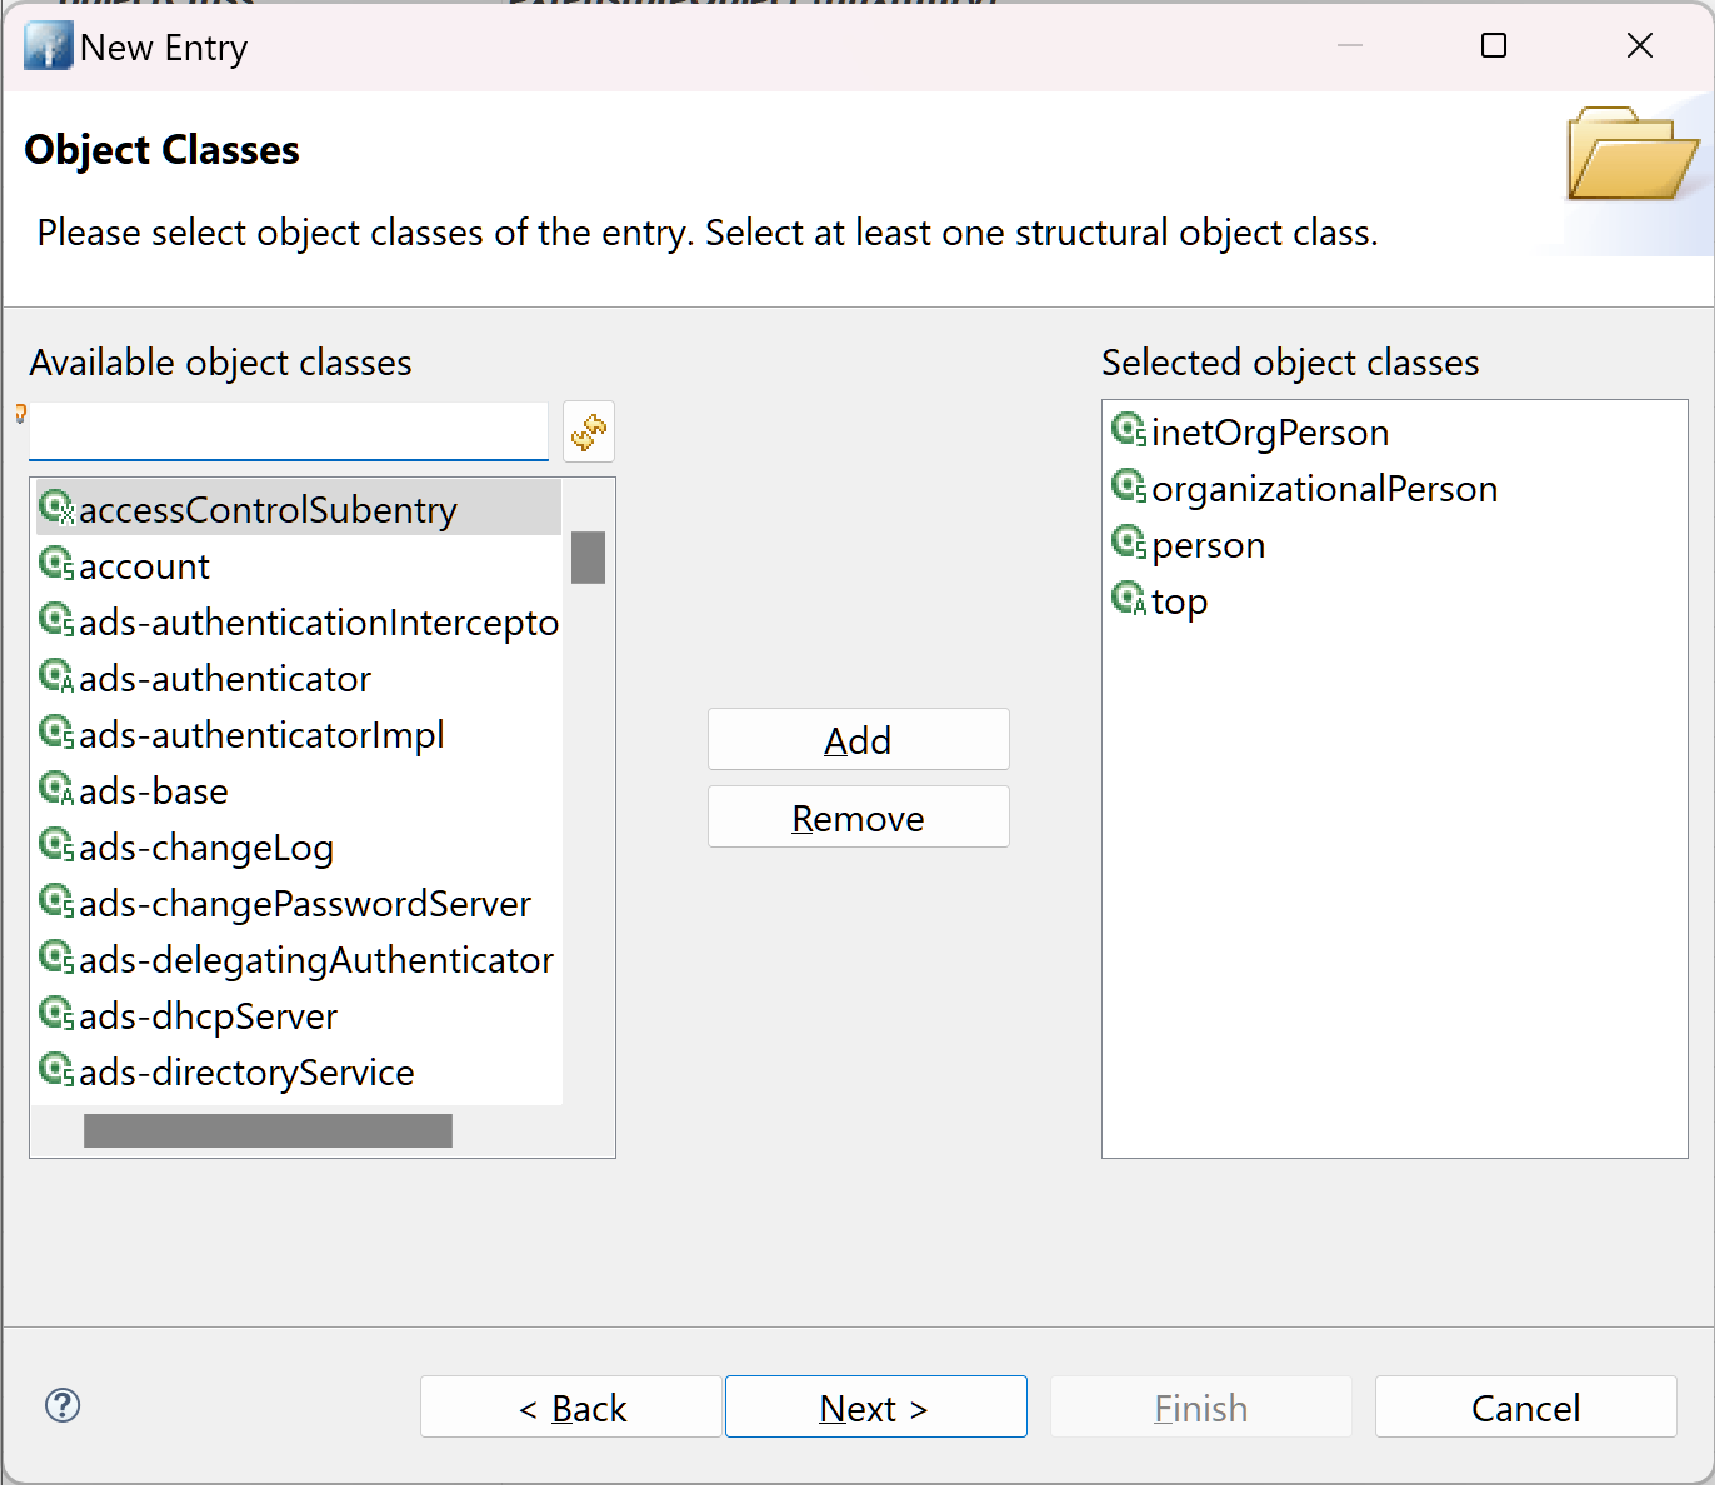 New Entry
Object Classes
Please select object classes of the entry. Select at least one structural object class.
Available object classes
accessControlSubentry
account
ads-authenticationIntercepto
ads-authenticator
ads-authenticatorImpl
ads-base
ads-changeLog
ads-changePasswordServer
ads-delegatingAuthenticator
ads-dhcpServer
ads-directoryService
Add
Remove
Selected object classes
inetOrgPerson
organizationalPerson
person
top
< Back
Next >
Finish
Cancel